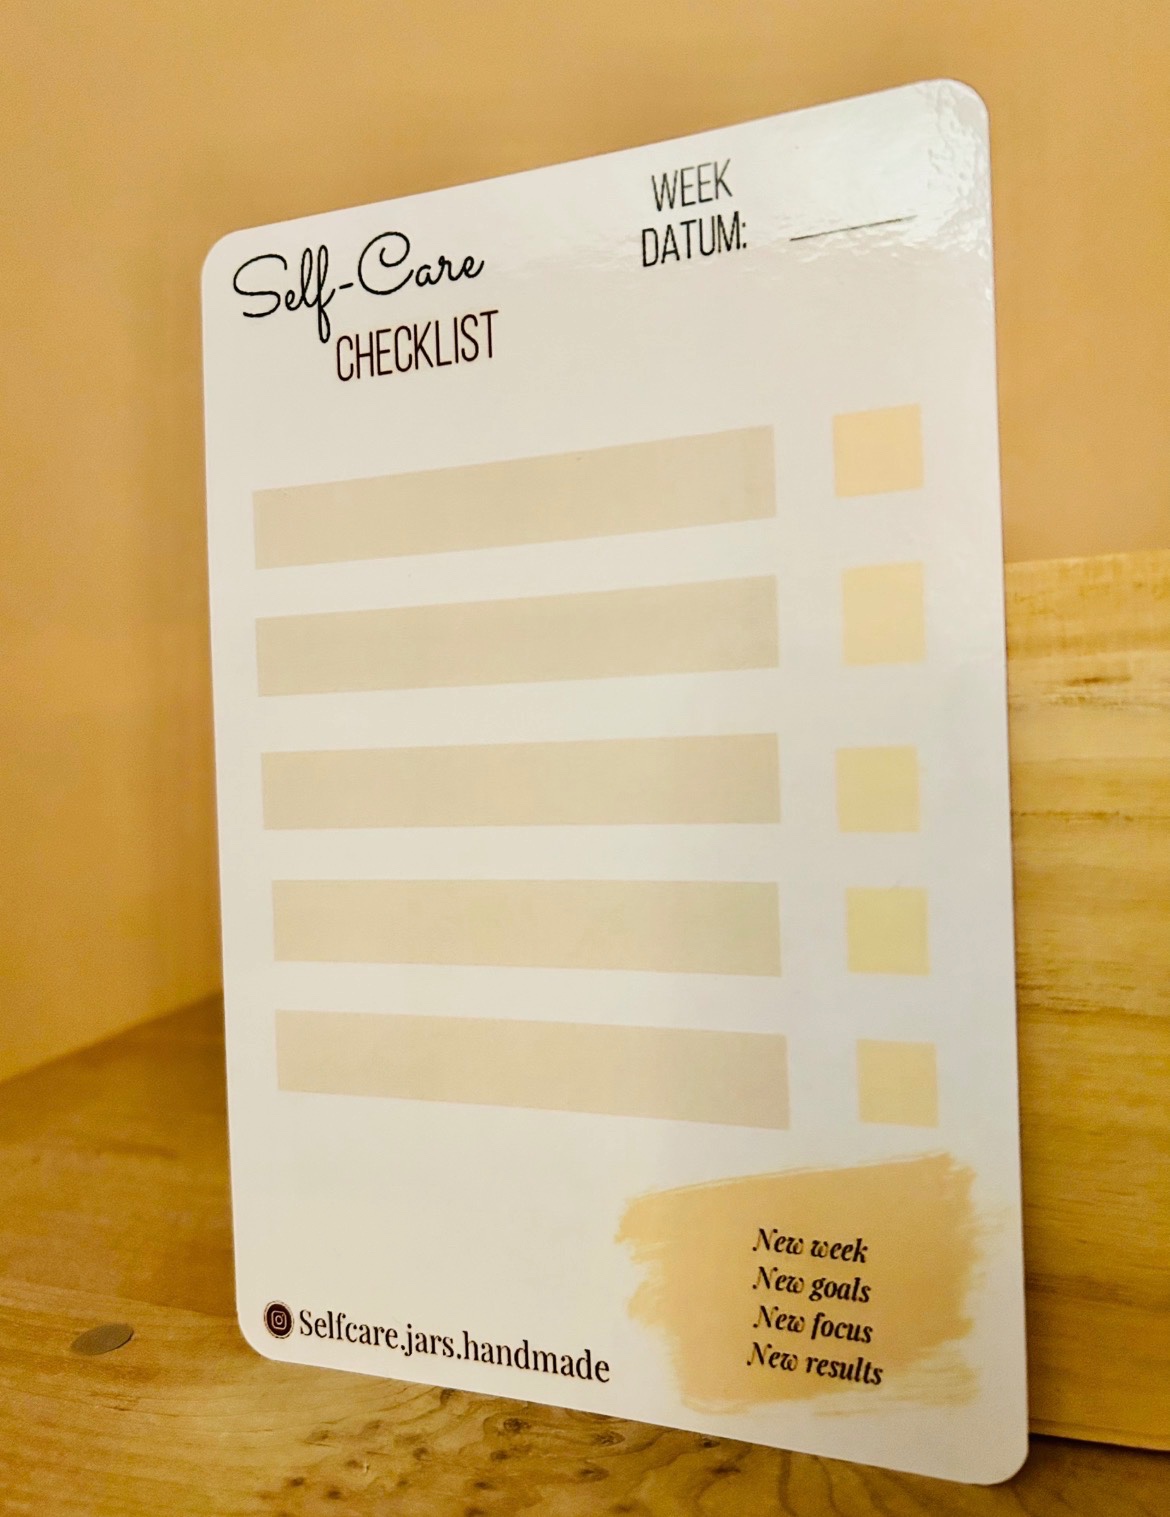 Self-Care
CHECKLIST
WEEK
DATUM:
New week
New goals
New focus
New results
Selfcare.jars.handmade